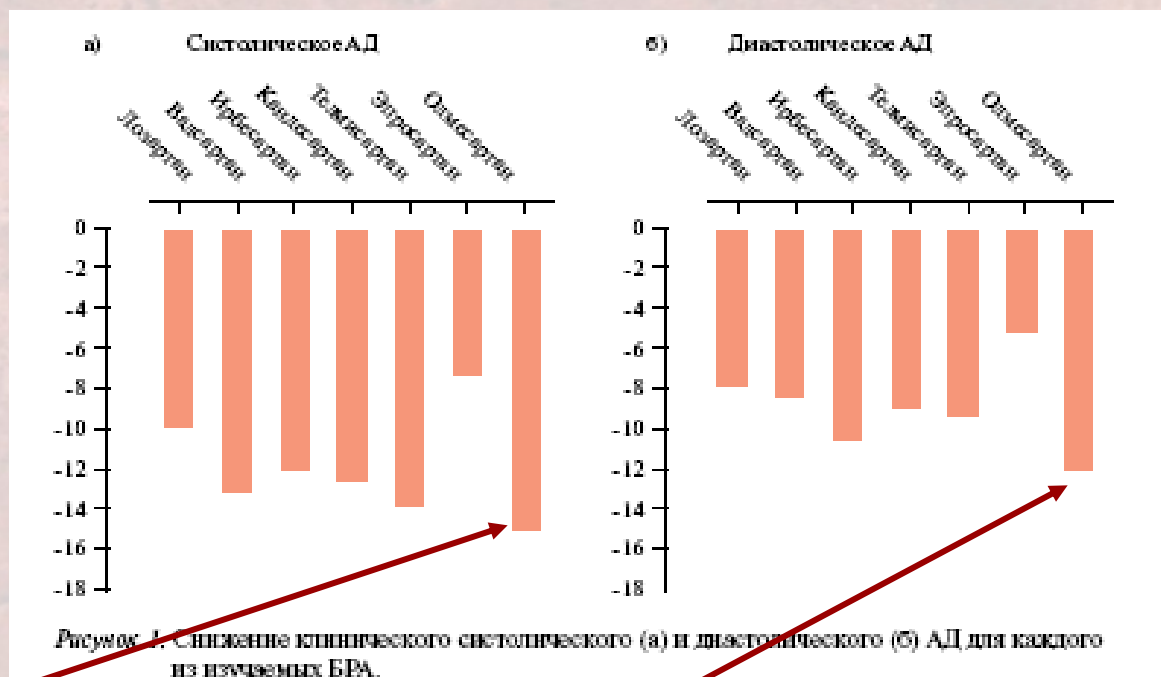 а) Систолическое АД
б) Диастолическое АД
Лозартан
Валсартан
Ирбесартан
Кандесартан
Телмисартан
Эпросартан
Олмесартан
Лозартан
Валсартан
Ирбесартан
Кандесартан
Телмисартан
Эпросартан
Олмесартан
0
-2
-4
-6
-8
-10
-12
-14
-16
-18
0
-2
-4
-6
-8
-10
-12
-14
-16
-18
Рисунок 1. Снижение клинического систолического (а) и диастолического (б) АД для каждого
из изучаемых БРА.